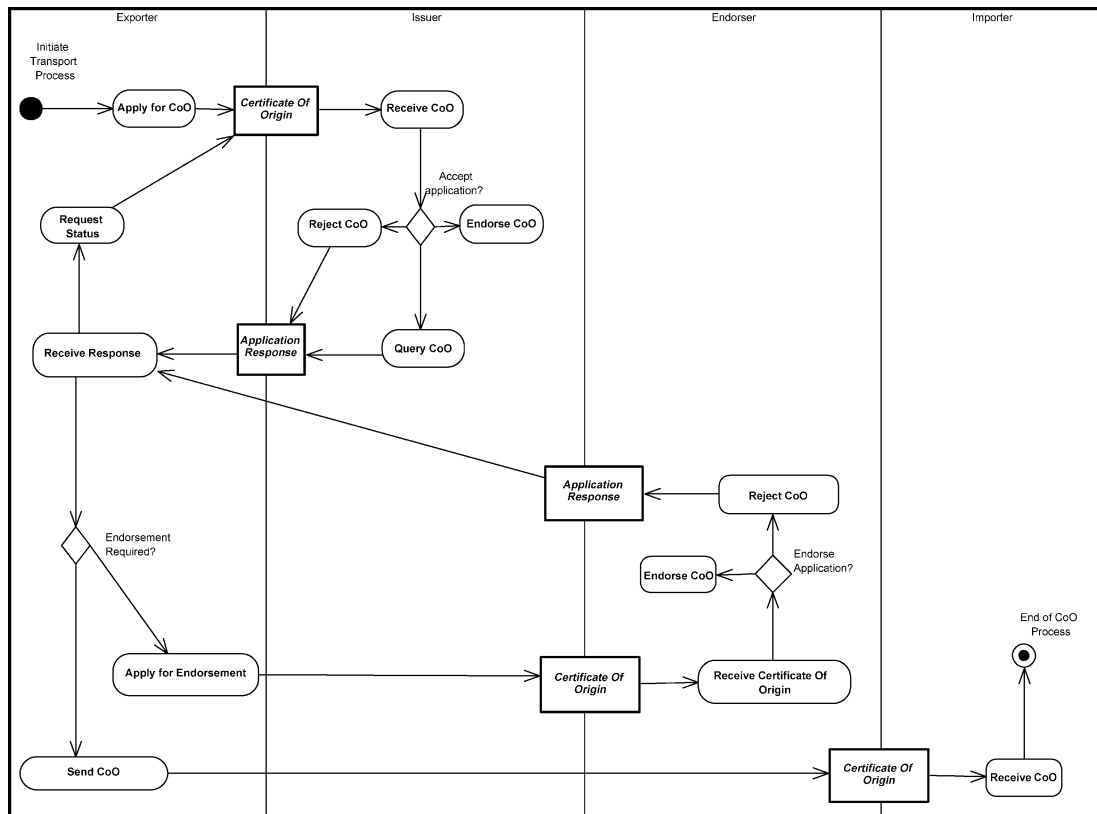 Exporter
Issuer
Endorser
Importer
Initiate
Transport
Process
Apply for CoO
Certificate Of
Origin
Receive CoO
Accept
application?
Request
Status
Reject CoO
Endorse CoO
Receive Response
Application
Response
Query CoO
Application
Response
Reject CoO
Endorsement
Required?
Endorse CoO
Endorse
Application?
Apply for Endorsement
Certificate Of
Origin
Receive Certificate Of
Origin
End of CoO
Process
Send CoO
Certificate Of
Origin
Receive CoO